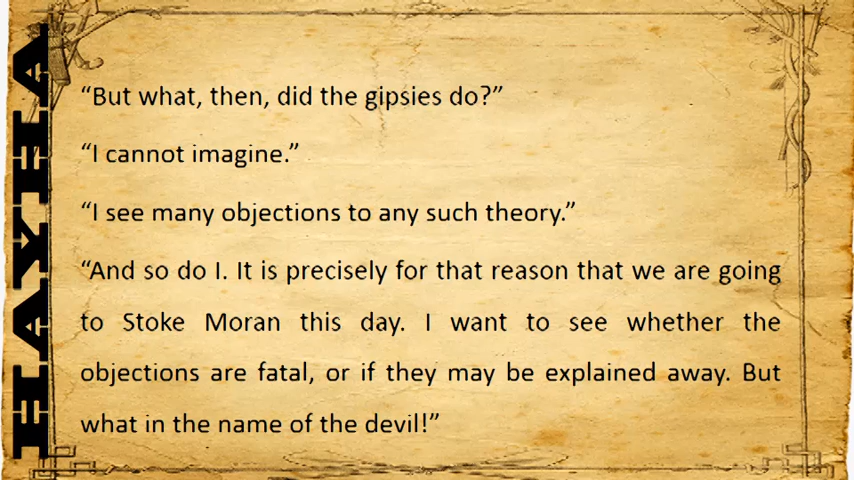 HAYHA
“But what, then, did the gipsies do?”
“I cannot imagine.”
“I see many objections to any such theory.”
“And so do I. It is precisely for that reason that we are going
to Stoke Moran this day. I want to see whether the
objections are fatal, or if they may be explained away. But
what in the name of the devil!”